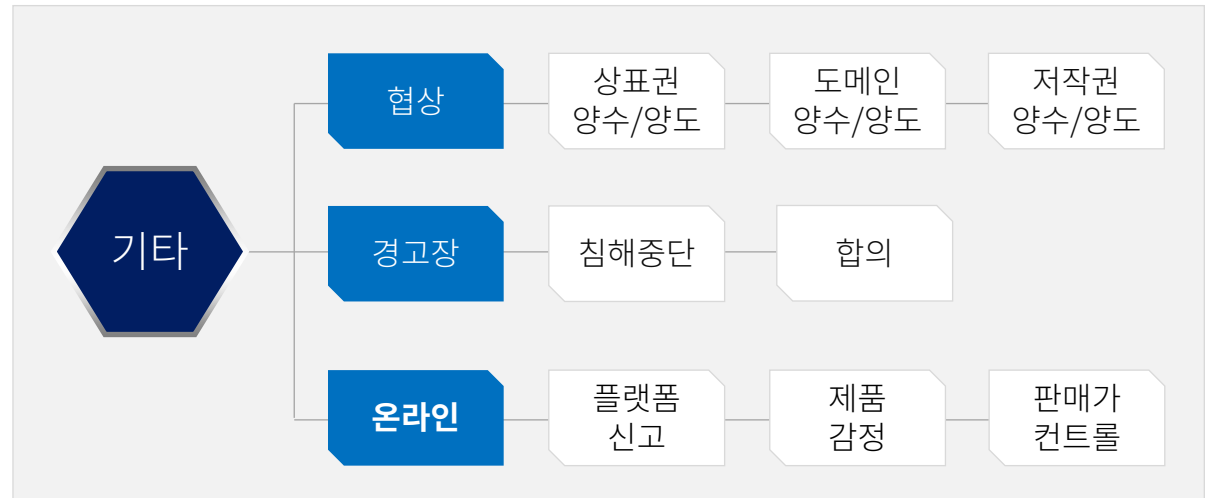 기타
협상
상표권
양수/양도
도메인
양수/양도
저작권
양수/양도
경고장
침해중단
합의
온라인
플랫폼
신고
제품
감정
판매가
컨트롤